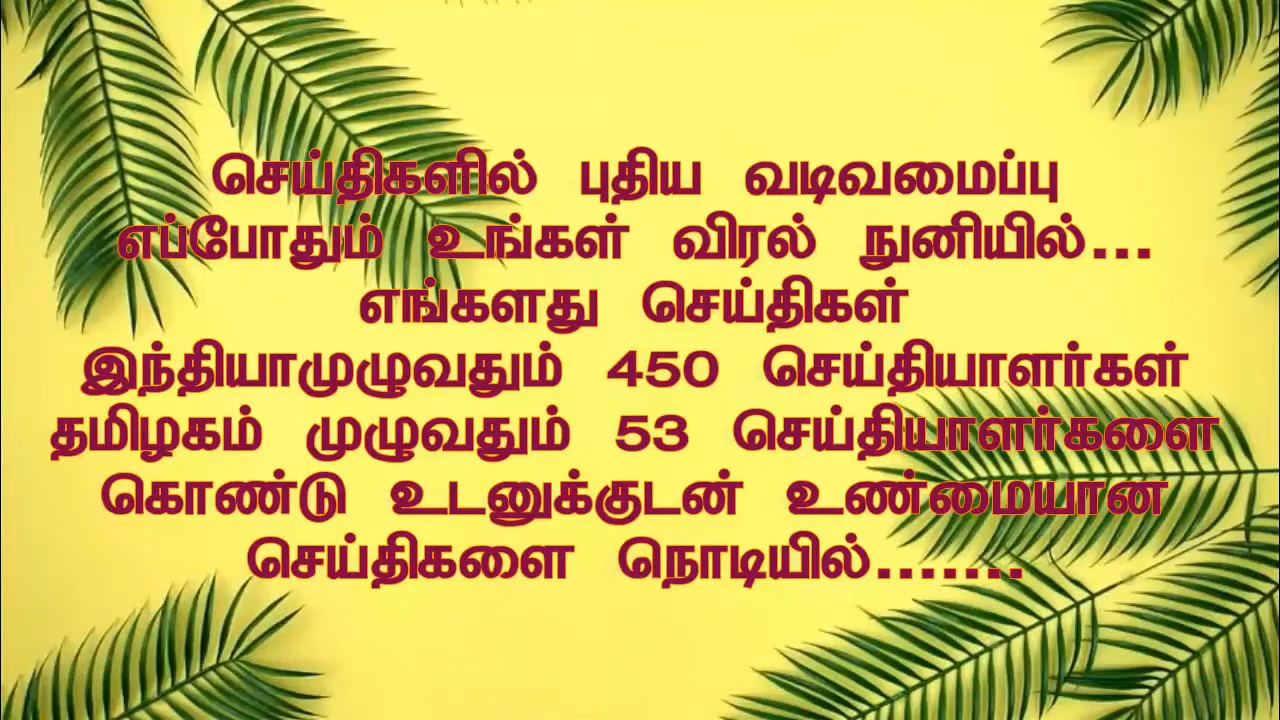 செய்திகளில் புதிய வடிவமைப்பு
எப்போதும் உங்கள் விரல் நுனியில்...
எங்களது செய்திகள்
இந்தியாமுழுவதும் 450 செய்தியாளர்கள்
தமிழகம் முழுவதும் 53 செய்தியாளர்களை
கொண்டு உடனுக்குடன் உண்மையான
செய்திகளை நொடியில்.......